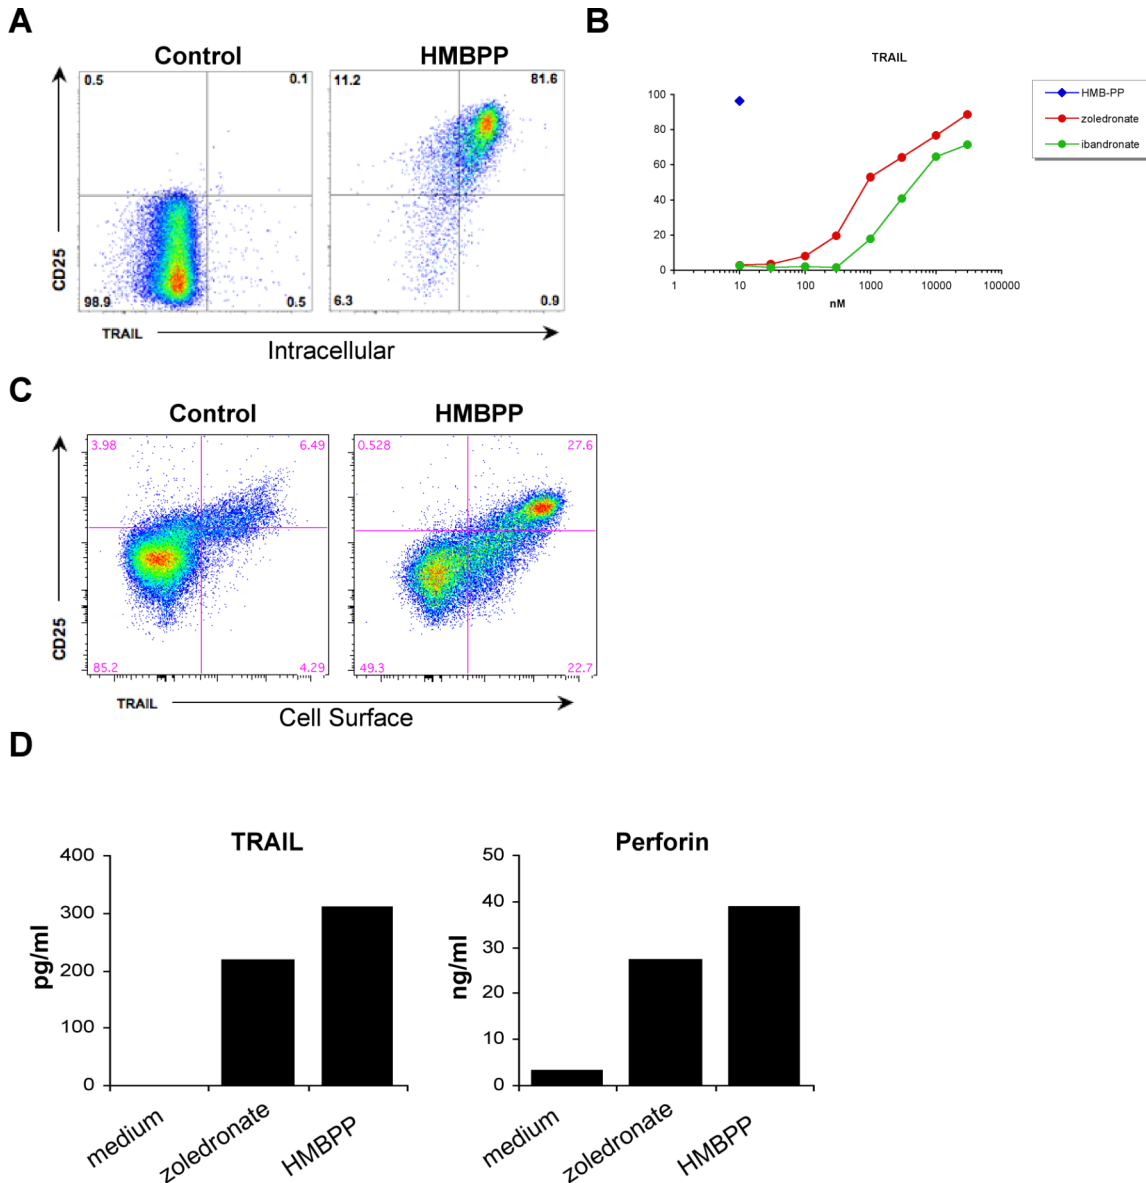 A
Control
HMBPP
0.5
0.1
98.9
0.5
11.2
81.6
6.3
0.9
CD25
TRAIL
Intracellular
B
TRAIL
100
80
60
40
20
0
1
10
100
1000
10000
100000
nM
HMB-PP
zoledronate
ibandronate
C
Control
HMBPP
3.98
6.49
85.2
4.29
0.528
27.6
49.3
22.7
CD25
TRAIL
Cell Surface
D
TRAIL
400
300
200
100
0
pg/ml
medium
zoledronate
HMBPP
Perforin
50
40
30
20
10
0
ng/ml
medium
zoledronate
HMBPP